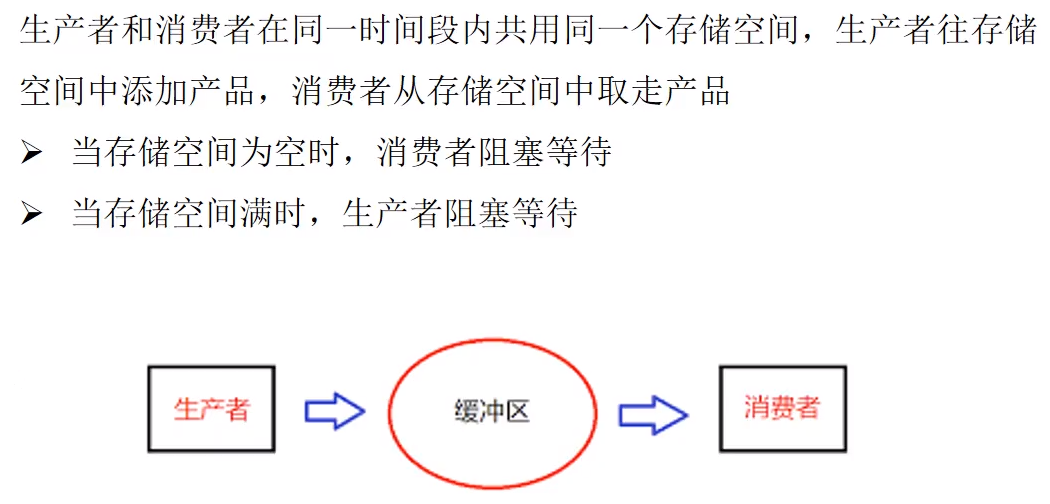 生产者和消费者在同一时间段内共用同一个存储空间，生产者往存储
空间中添加产品，消费者从存储空间中取走产品
➢ 当存储空间为空时，消费者阻塞等待
➢ 当存储空间满时，生产者阻塞等待
生产者
缓冲区
消费者